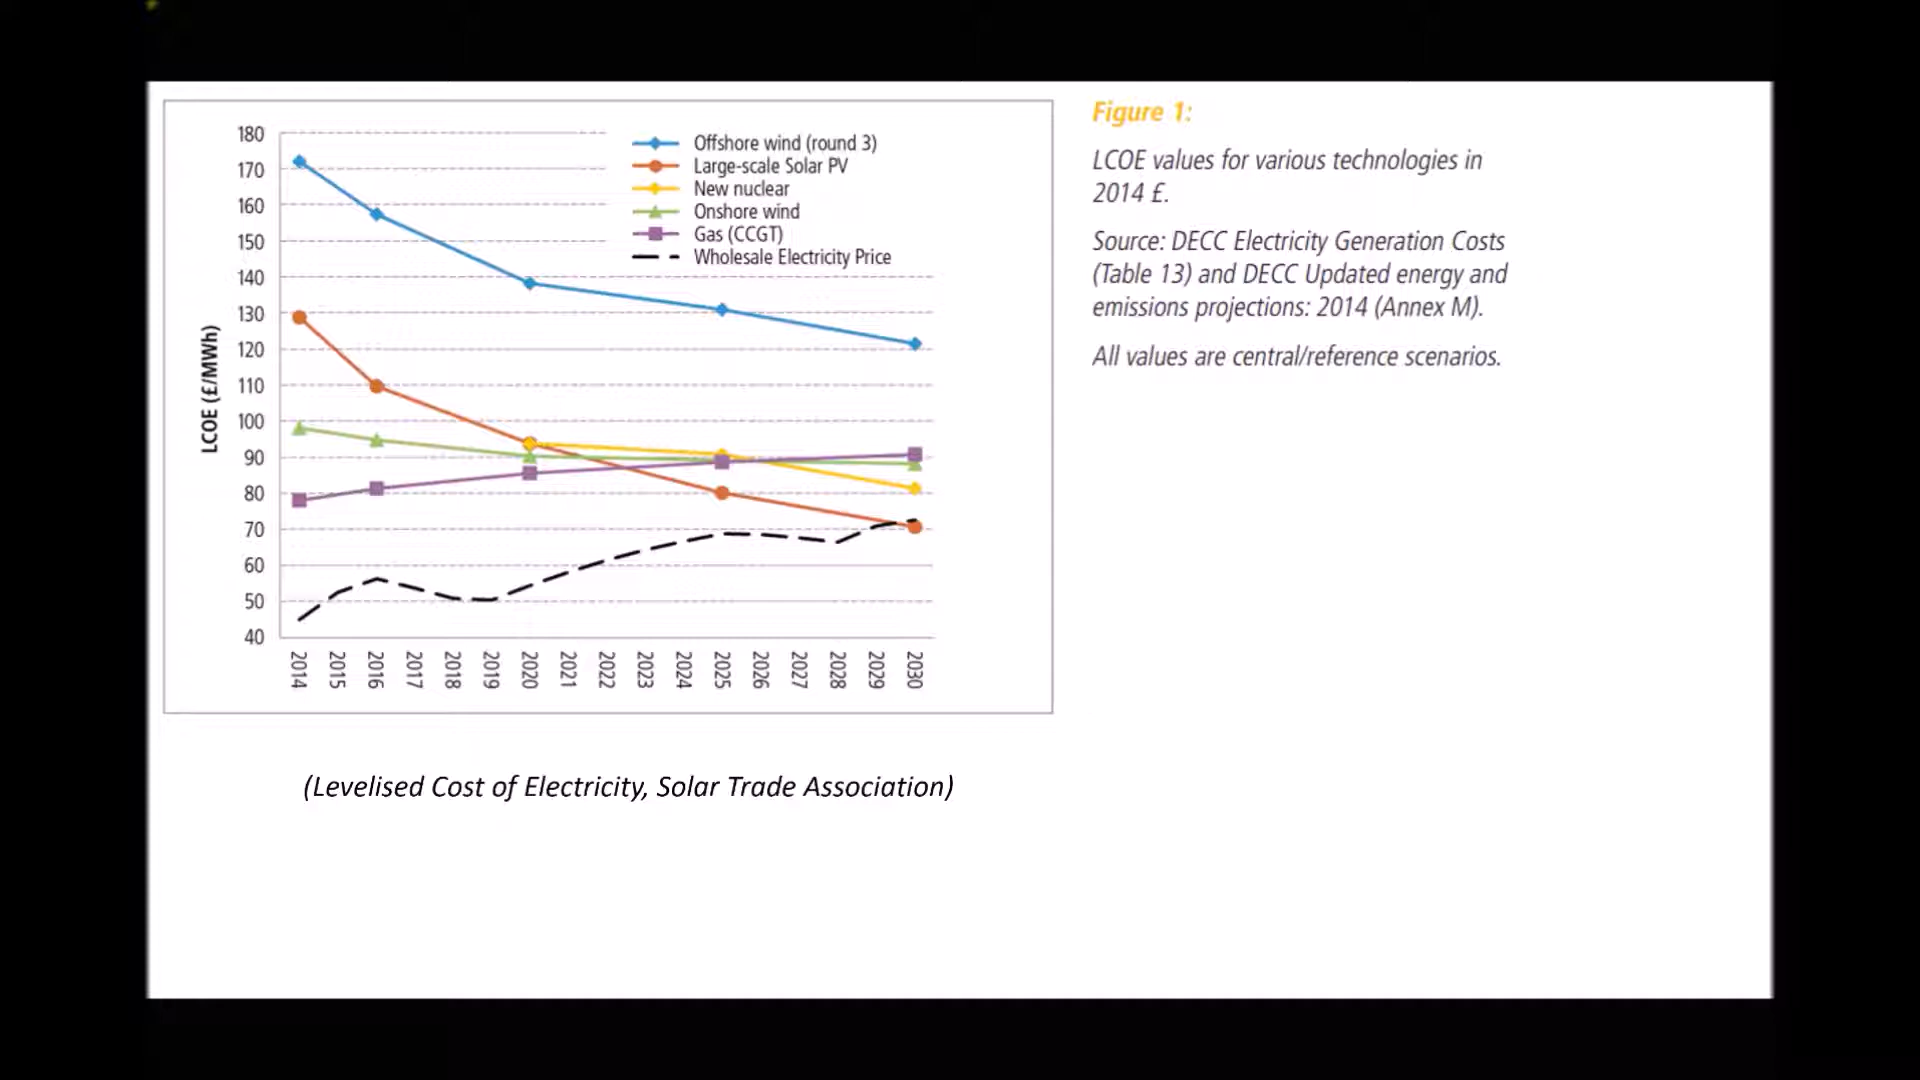 Figure 1:
LCOE values for various technologies in
2014 £.
Source: DECC Electricity Generation Costs
(Table 13) and DECC Updated energy and
emissions projections: 2014 (Annex M).
All values are central/reference scenarios.
Offshore wind (round 3)
Large-scale Solar PV
New nuclear
Onshore wind
Gas (CCGT)
Wholesale Electricity Price
LCOE (£/MWh)
180
170
160
150
140
130
120
110
100
90
80
70
60
50
40
2014
2015
2016
2017
2018
2019
2020
2021
2022
2023
2024
2025
2026
2027
2028
2029
2030
(Levelised Cost of Electricity, Solar Trade Association)